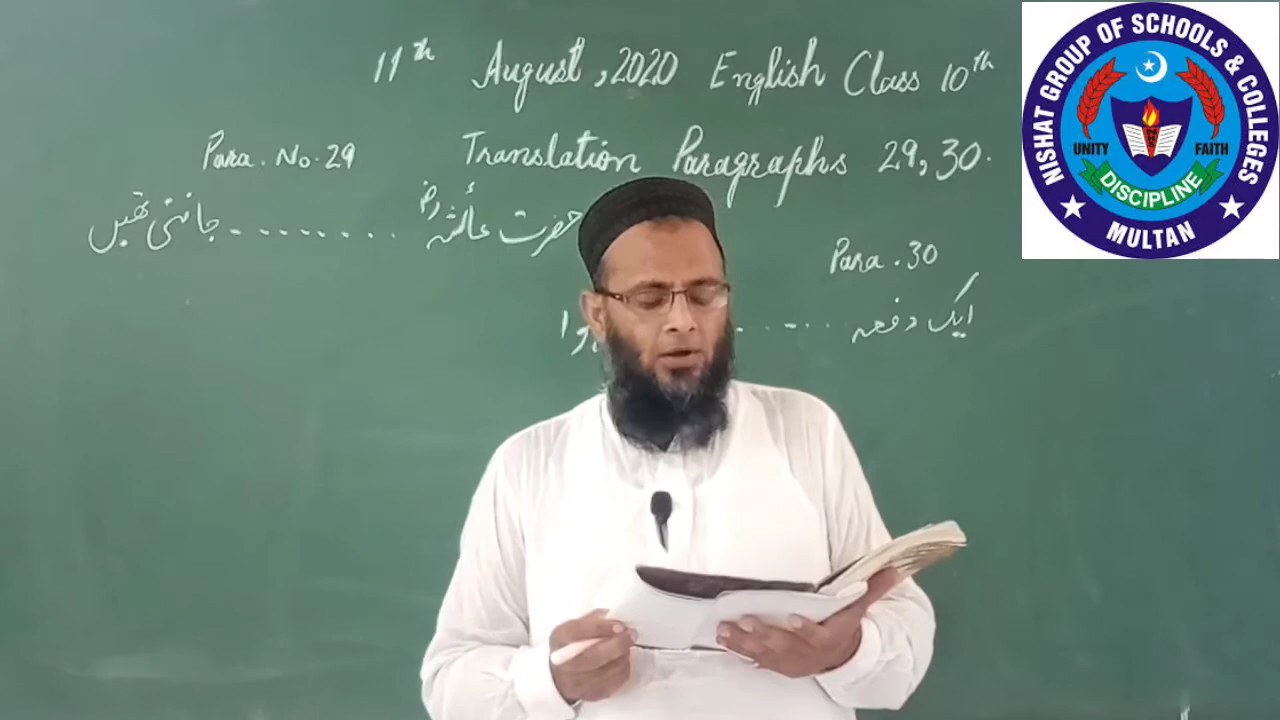 11th August, 2020 English Class 10th
Translation Paragraphs 29, 30.
Para. No. 29
حضرت عائشہؓ ........ جانتی تھیں
Para. 30
ایک دفعہ ........ ہوا
NISHAT GROUP OF SCHOOLS & COLLEGES
UNITY
FAITH
DISCIPLINE
MULTAN